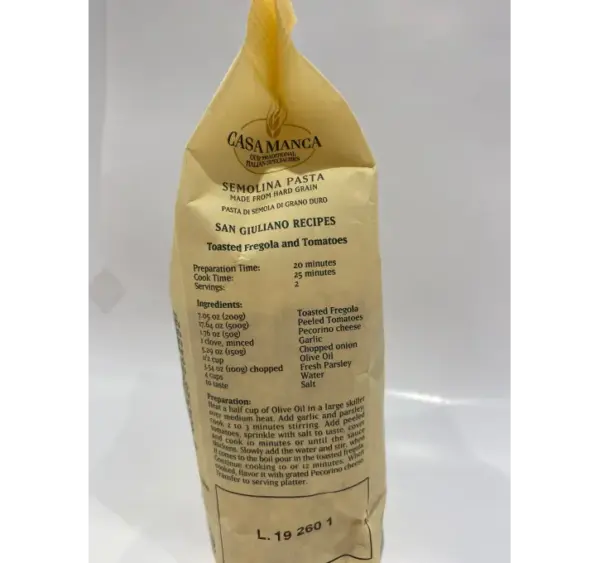 CASA MANCA
OUR TRADITIONAL
ITALIAN SPECIALTIES
SEMOLINA PASTA
MADE FROM HARD GRAIN
PASTA DI SEMOLA DI GRANO DURO
SAN GIULIANO RECIPES
Toasted Fregola and Tomatoes
Preparation Time: 20 minutes
Cook Time: 25 minutes
Servings: 2
Ingredients:
7.05 oz (200g) Toasted Fregola
17.64 oz (500g) Peeled Tomatoes
1.76 oz (50g) Pecorino cheese
1 clove, minced Garlic
5.29 oz (150g) Chopped onion
1/2 cup Olive Oil
3.54 oz (100g) chopped Fresh Parsley
4 cups Water
to taste Salt
Preparation:
Heat a half cup of Olive Oil in a large skillet
over medium heat. Add garlic and parsley,
cook 2 to 3 minutes stirring. Add peeled
tomatoes, sprinkle with salt to taste, cover
and cook in minutes or until the sauce
thickens. Slowly add the water and stir, when
it comes to the boil pour in the toasted fregola.
Continue cooking 10 or 12 minutes. When
cooked, flavor it with grated Pecorino cheese.
Transfer to serving platter.
L. 19 260 1